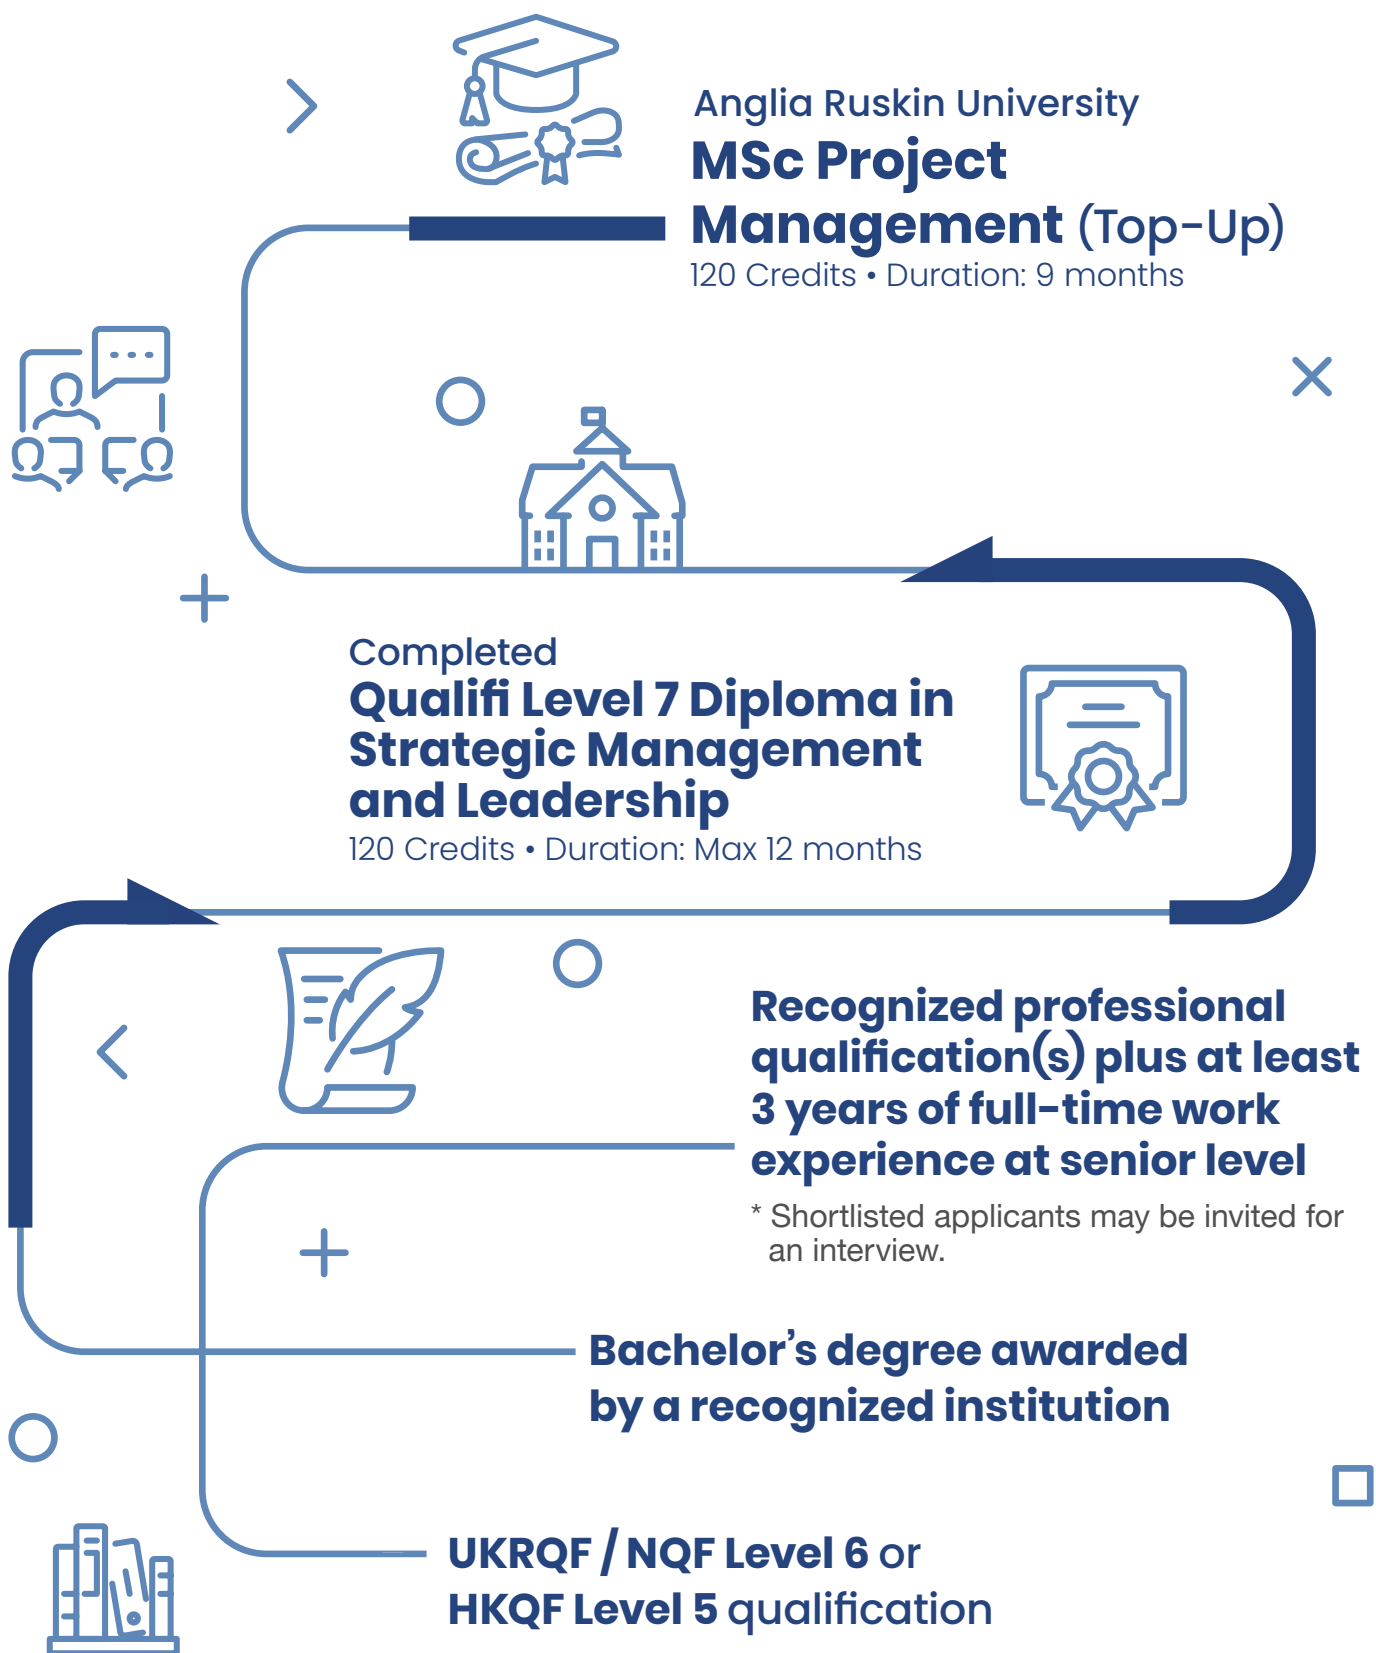 Anglia Ruskin University
MSc Project
Management (Top-Up)
120 Credits • Duration: 9 months
Completed
Qualifi Level 7 Diploma in
Strategic Management
and Leadership
120 Credits • Duration: Max 12 months
Recognized professional
qualification(s) plus at least
3 years of full-time work
experience at senior level
* Shortlisted applicants may be invited for
an interview.
Bachelor’s degree awarded
by a recognized institution
UKRQF / NQF Level 6 or
HKQF Level 5 qualification